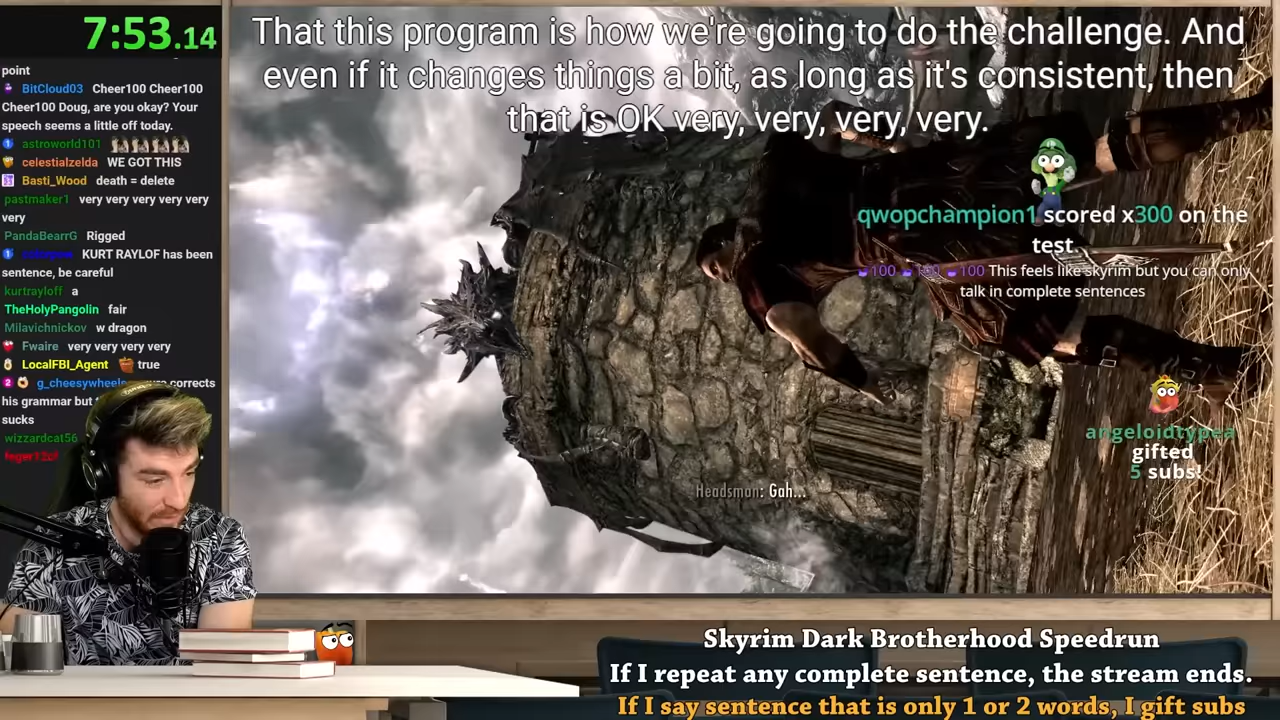 7:53.14
point
BitCloud03 Cheer100 Cheer100
Cheer100 Doug, are you okay? Your
speech seems a little off today.
astroworld101
celestialzelda WE GOT THIS
Basti_Wood death = delete
pastmaker1 very very very very very
very
PandaBearrG Rigged
KURT RAYLOF has been
sentence, be careful
kurtrayloff a
TheHolyPangolin fair
Milavichnickov w dragon
Fwaire very very very very
LocalFBI_Agent true
g_cheesywheels corrects
his grammar but
sucks
wizzardcat56
That this program is how we're going to do the challenge. And
even if it changes things a bit, as long as it's consistent, then
that is OK very, very, very, very.
qwopchampion1 scored x300 on the
test.
100 100 100 This feels like skyrim but you can only
talk in complete sentences
angeloidtypea
gifted
5 subs!
Headsman: Gah...
Skyrim Dark Brotherhood Speedrun
If I repeat any complete sentence, the stream ends.
If I say sentence that is only 1 or 2 words, I gift subs